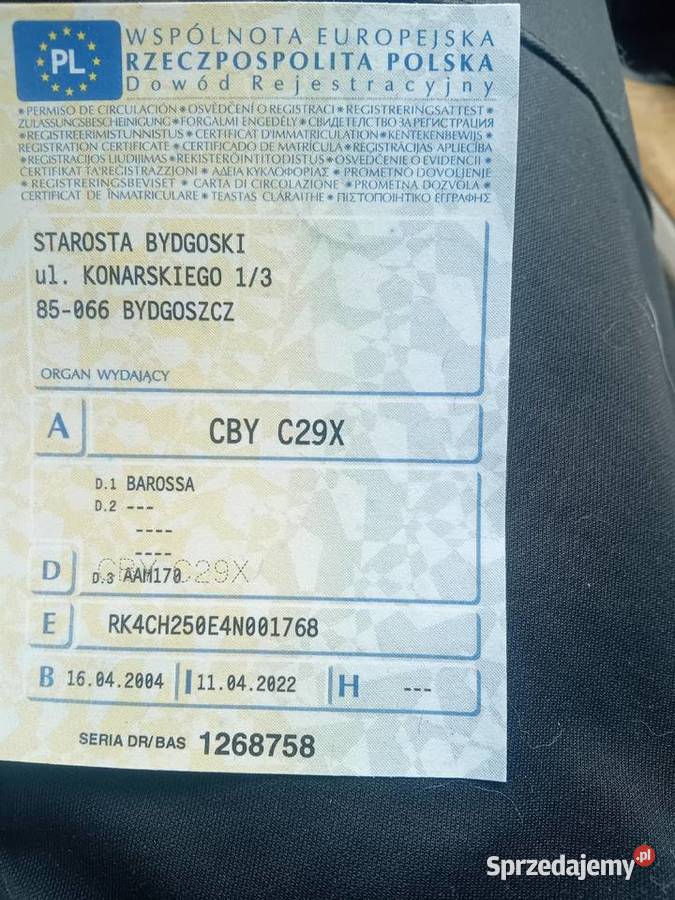 PL
WSPÓLNOTA EUROPEJSKA
RZECZPOSPOLITA POLSKA
Dowód Rejestracyjny
* PERMISO DE CIRCULACIÓN * OSVĚDČENÍ O REGISTRACI * REGISTRERINGSATTEST *
ZULASSUNGSBESCHEINIGUNG * FORGALMI ENGEDÉLY * СВИДЕТЕЛСТВО ЗА РЕГИСТРАЦИЯ
* REGISTREERIMISTUNNISTUS * CERTIFICAT D'IMMATRICULATION * KENTEKENBEWIJS *
REGISTRATION CERTIFICATE * CERTIFICADO DE MATRÍCULA * REĢISTRĀCIJAS APLIECĪBA
* REGISTRACIJOS LIUDIJIMAS * REKISTERÖINTITODISTUS * OSVEDČENIE O EVIDENCII *
ĊERTIFIKAT TA'REĠISTRAZZJONI * ΑΔΕΙΑ ΚΥΚΛΟΦΟΡΙΑΣ * PROMETNO DOVOLJENJE
* REGISTRERINGSBEVISET * CARTA DI CIRCOLAZIONE * PROMETNA DOZVOLA *
CERTIFICAT DE ÎNMATRICULARE * TEASTAS CLÁRAITHE * ΠΙΣΤΟΠΟΙΗΤΙΚΟ ΕΓΓΡΑΦΗΣ
STAROSTA BYDGOSKI
ul. KONARSKIEGO 1/3
85-066 BYDGOSZCZ
ORGAN WYDAJĄCY
A CBY C29X
D.1 BAROSSA
D.2 ---
----
----
CBY C29X
D D.3 AAM170
E RK4CH250E4N001768
B 16.04.2004 I 11.04.2022 H ---
SERIA DR/BAS 1268758
Sprzedajemy.pl